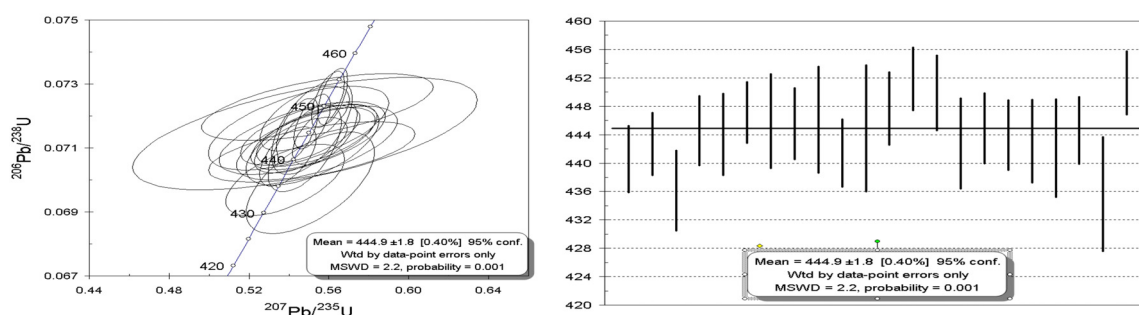 0.075
0.073
0.071
0.069
0.067
206Pb/238U
460
450
440
430
420
Mean = 444.9 ±1.8 [0.40%] 95% conf.
Wtd by data-point errors only
MSWD = 2.2, probability = 0.001
0.44 0.48 0.52 0.56 0.60 0.64
207Pb/235U
460
456
452
448
444
440
436
432
428
424
420
Mean = 444.9 ±1.8 [0.40%] 95% conf.
Wtd by data-point errors only
MSWD = 2.2, probability = 0.001